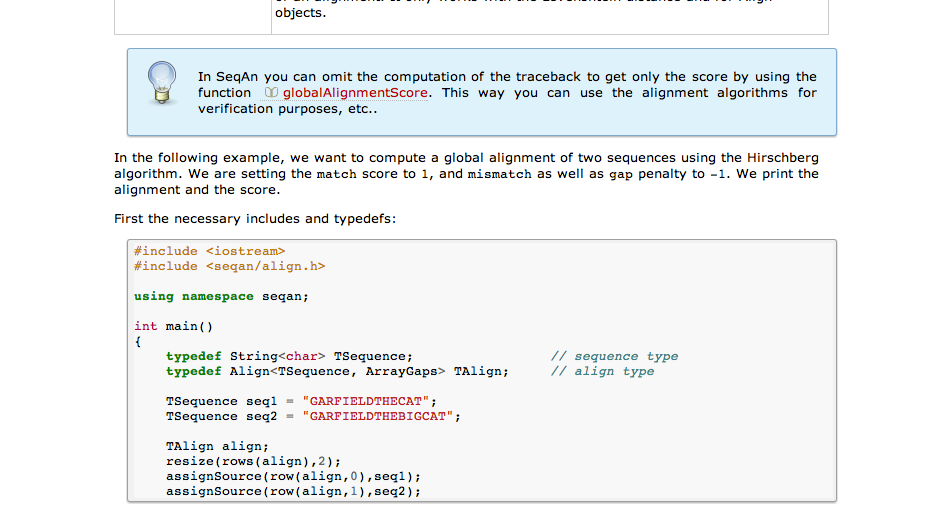 objects.
In SeqAn you can omit the computation of the traceback to get only the score by using the
function globalAlignmentScore. This way you can use the alignment algorithms for
verification purposes, etc..
In the following example, we want to compute a global alignment of two sequences using the Hirschberg
algorithm. We are setting the match score to 1, and mismatch as well as gap penalty to -1. We print the
alignment and the score.
First the necessary includes and typedefs:
#include <iostream>
#include <seqan/align.h>
using namespace seqan;
int main()
{
typedef String<char> TSequence; // sequence type
typedef Align<TSequence, ArrayGaps> TAlign; // align type
TSequence seq1 = "GARFIELDTHECAT";
TSequence seq2 = "GARFIELDTHEBIGCAT";
TAlign align;
resize(rows(align),2);
assignSource(row(align,0),seq1);
assignSource(row(align,1),seq2);